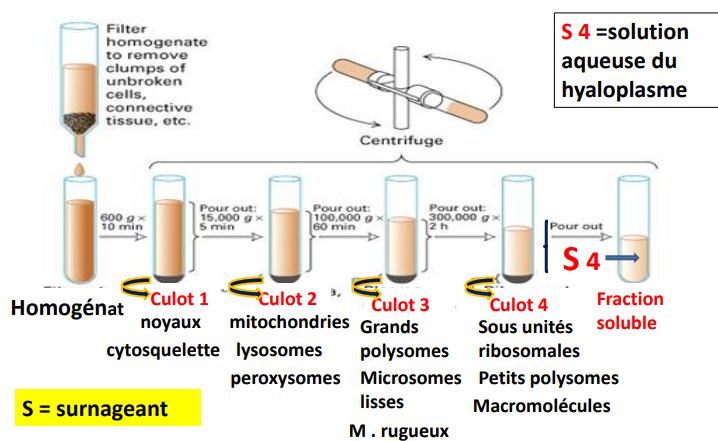 Filter
homogenate
to remove
clumps of
unbroken
cells,
connective
tissue, etc.
Centrifuge
S 4 =solution
aqueuse du
hyaloplasme
600 g ×
10 min
Pour out:
15,000 g ×
5 min
Pour out:
100,000 g ×
60 min
Pour out:
300,000 g ×
2 h
Pour out
S 4
Homogénat
Culot 1
noyaux
cytosquelette
Culot 2
mitochondries
lysosomes
peroxysomes
Culot 3
Grands
polysomes
Microsomes
lisses
M . rugueux
Culot 4
Sous unités
ribosomales
Petits polysomes
Macromolécules
Fraction
soluble
S = surnageant